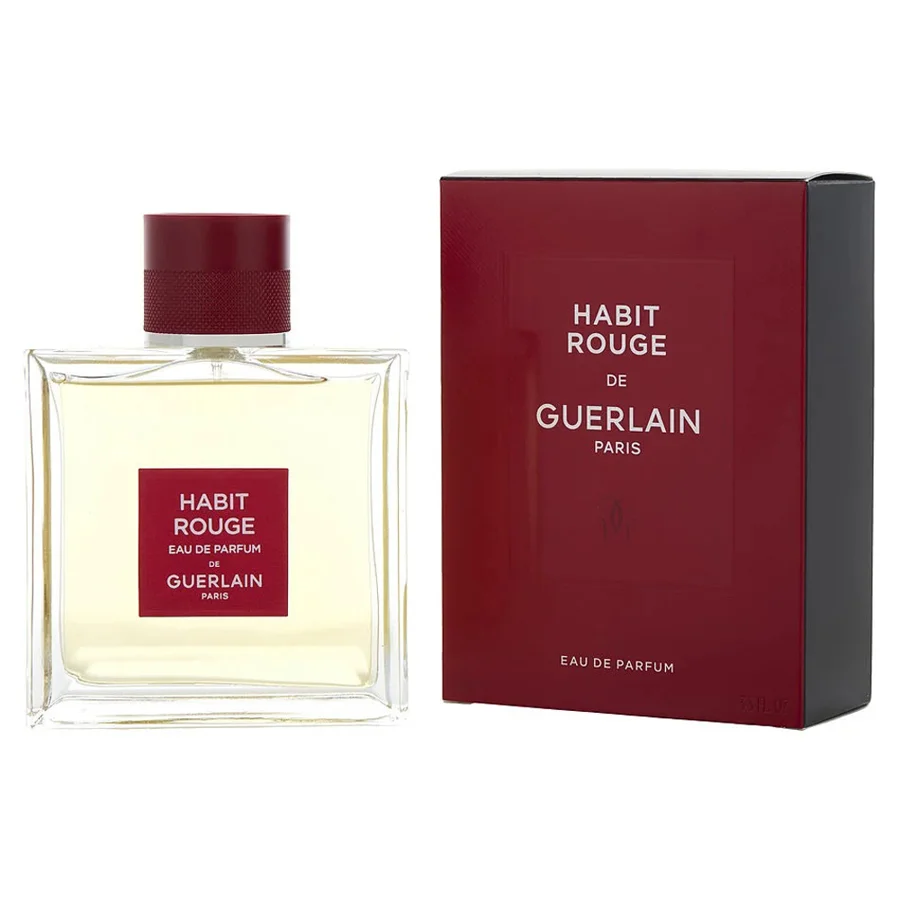 HABIT
ROUGE
EAU DE PARFUM
DE
GUERLAIN
PARIS
HABIT
ROUGE
DE
GUERLAIN
PARIS
EAU DE PARFUM